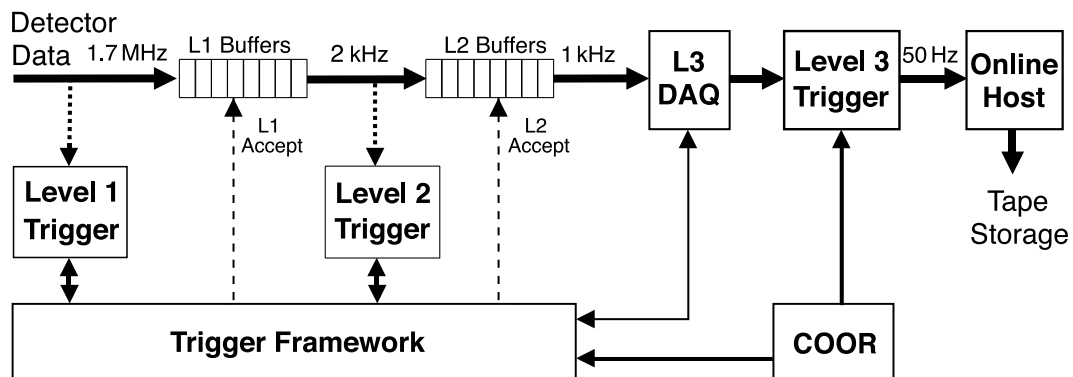 Detector
Data
1.7 MHz
L1 Buffers
2 kHz
L2 Buffers
1 kHz
L3
DAQ
Level 3
Trigger
50 Hz
Online
Host
L1
Accept
L2
Accept
Level 1
Trigger
Level 2
Trigger
Tape
Storage
Trigger Framework
COOR